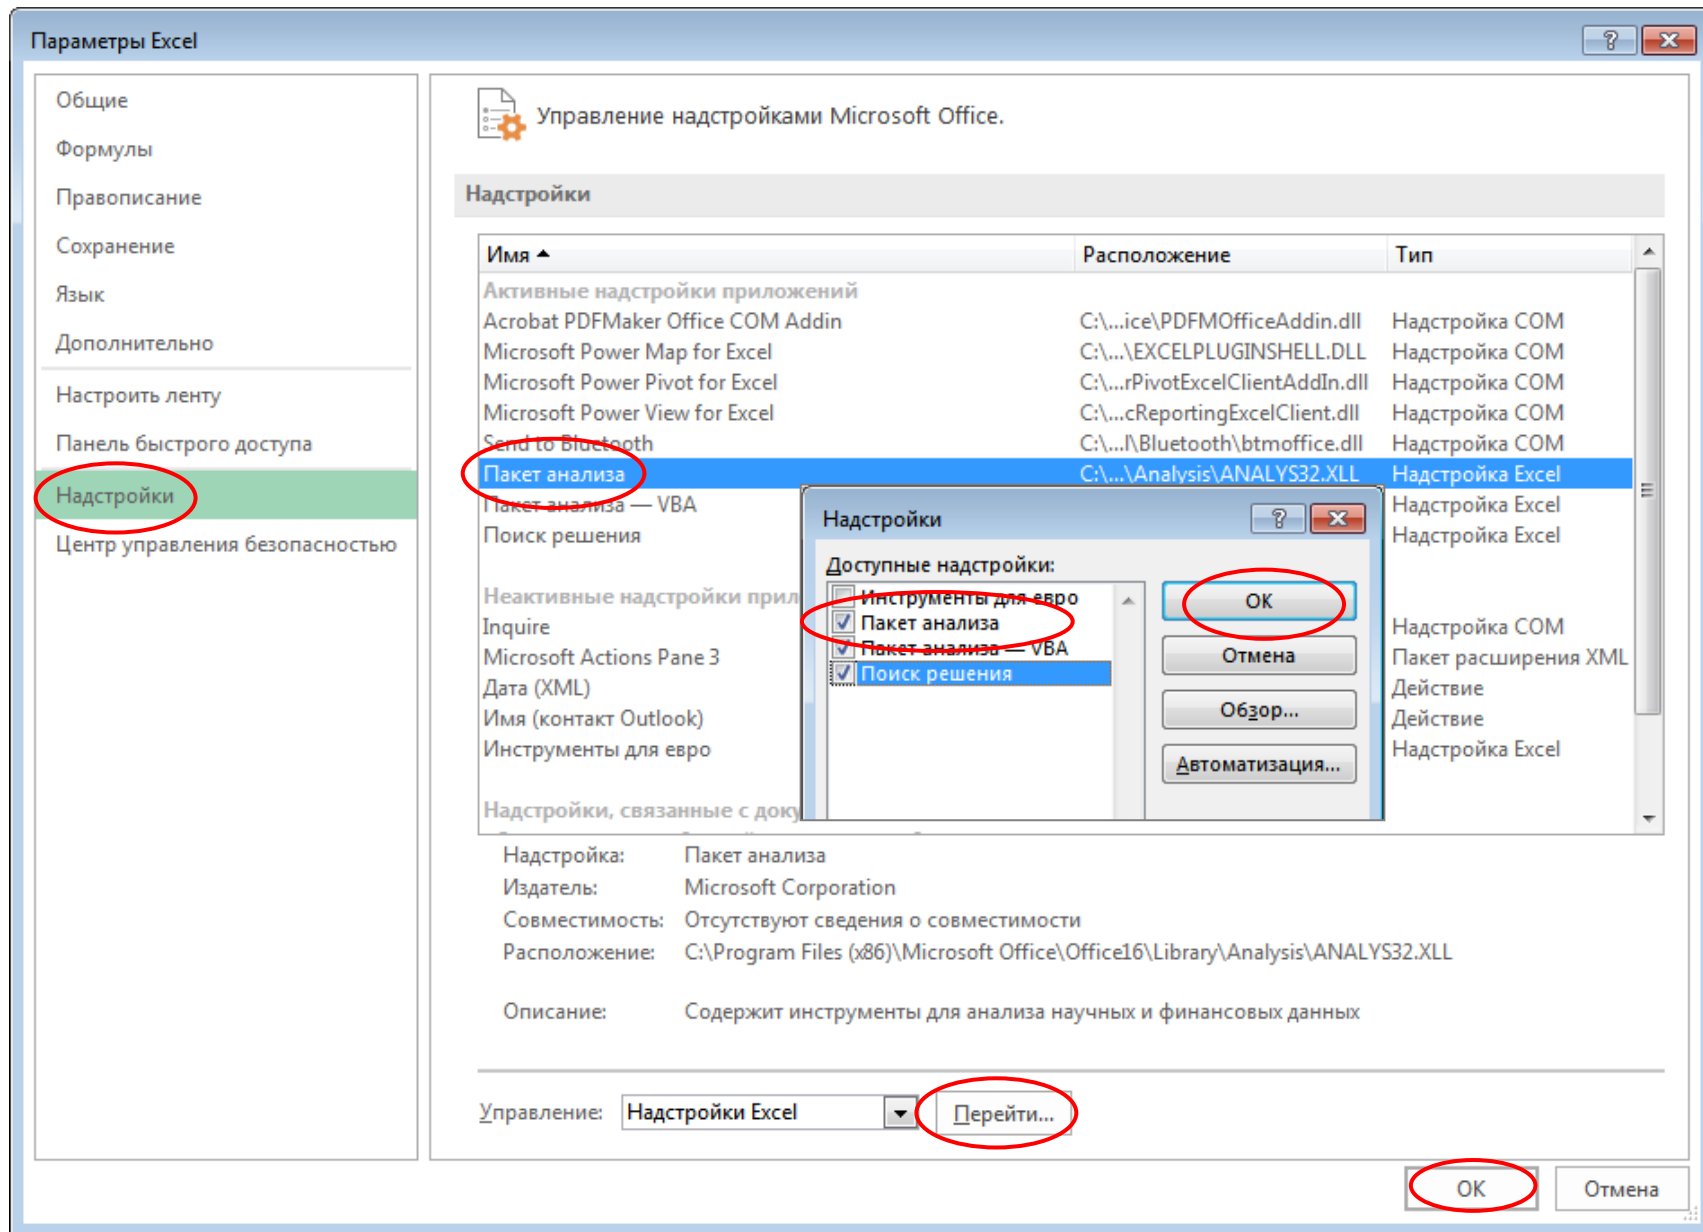 Параметры Excel
Общие
Формулы
Правописание
Сохранение
Язык
Дополнительно
Настроить ленту
Панель быстрого доступа
Надстройки
Центр управления безопасностью
Управление надстройками Microsoft Office.
Надстройки
Имя Расположение Тип
Активные надстройки приложений
Acrobat PDFMaker Office COM Addin C:\...ice\PDFMOfficeAddin.dll Надстройка COM
Microsoft Power Map for Excel C:\...\EXCELPLUGINSHELL.DLL Надстройка COM
Microsoft Power Pivot for Excel C:\...rPivotExcelClientAddIn.dll Надстройка COM
Microsoft Power View for Excel C:\...cReportingExcelClient.dll Надстройка COM
Send to Bluetooth C:\...l\Bluetooth\btmoffice.dll Надстройка COM
Пакет анализа C:\...\Analysis\ANALYS32.XLL Надстройка Excel
Пакет анализа — VBA Надстройка Excel
Поиск решения Надстройка Excel
Неактивные надстройки прил
Inquire Надстройка COM
Microsoft Actions Pane 3 Пакет расширения XML
Дата (XML) Действие
Имя (контакт Outlook) Действие
Инструменты для евро Надстройка Excel
Надстройки, связанные с доку
Надстройки
Доступные надстройки:
Инструменты для евро
Пакет анализа
Пакет анализа — VBA
Поиск решения
ОК
Отмена
Обзор...
Автоматизация...
Надстройка: Пакет анализа
Издатель: Microsoft Corporation
Совместимость: Отсутствуют сведения о совместимости
Расположение: C:\Program Files (x86)\Microsoft Office\Office16\Library\Analysis\ANALYS32.XLL
Описание: Содержит инструменты для анализа научных и финансовых данных
Управление: Надстройки Excel Перейти...
ОК Отмена